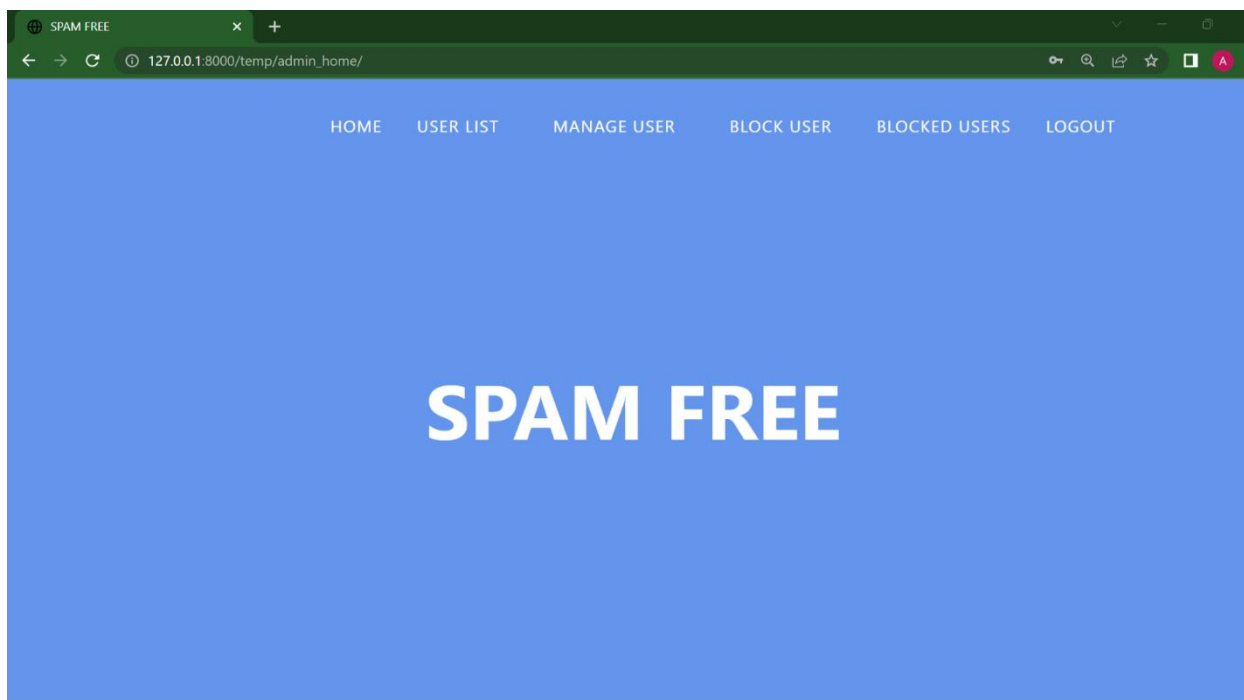 SPAM FREE
127.0.0.1:8000/temp/admin_home/
A
HOME USER LIST MANAGE USER BLOCK USER BLOCKED USERS LOGOUT
SPAM FREE